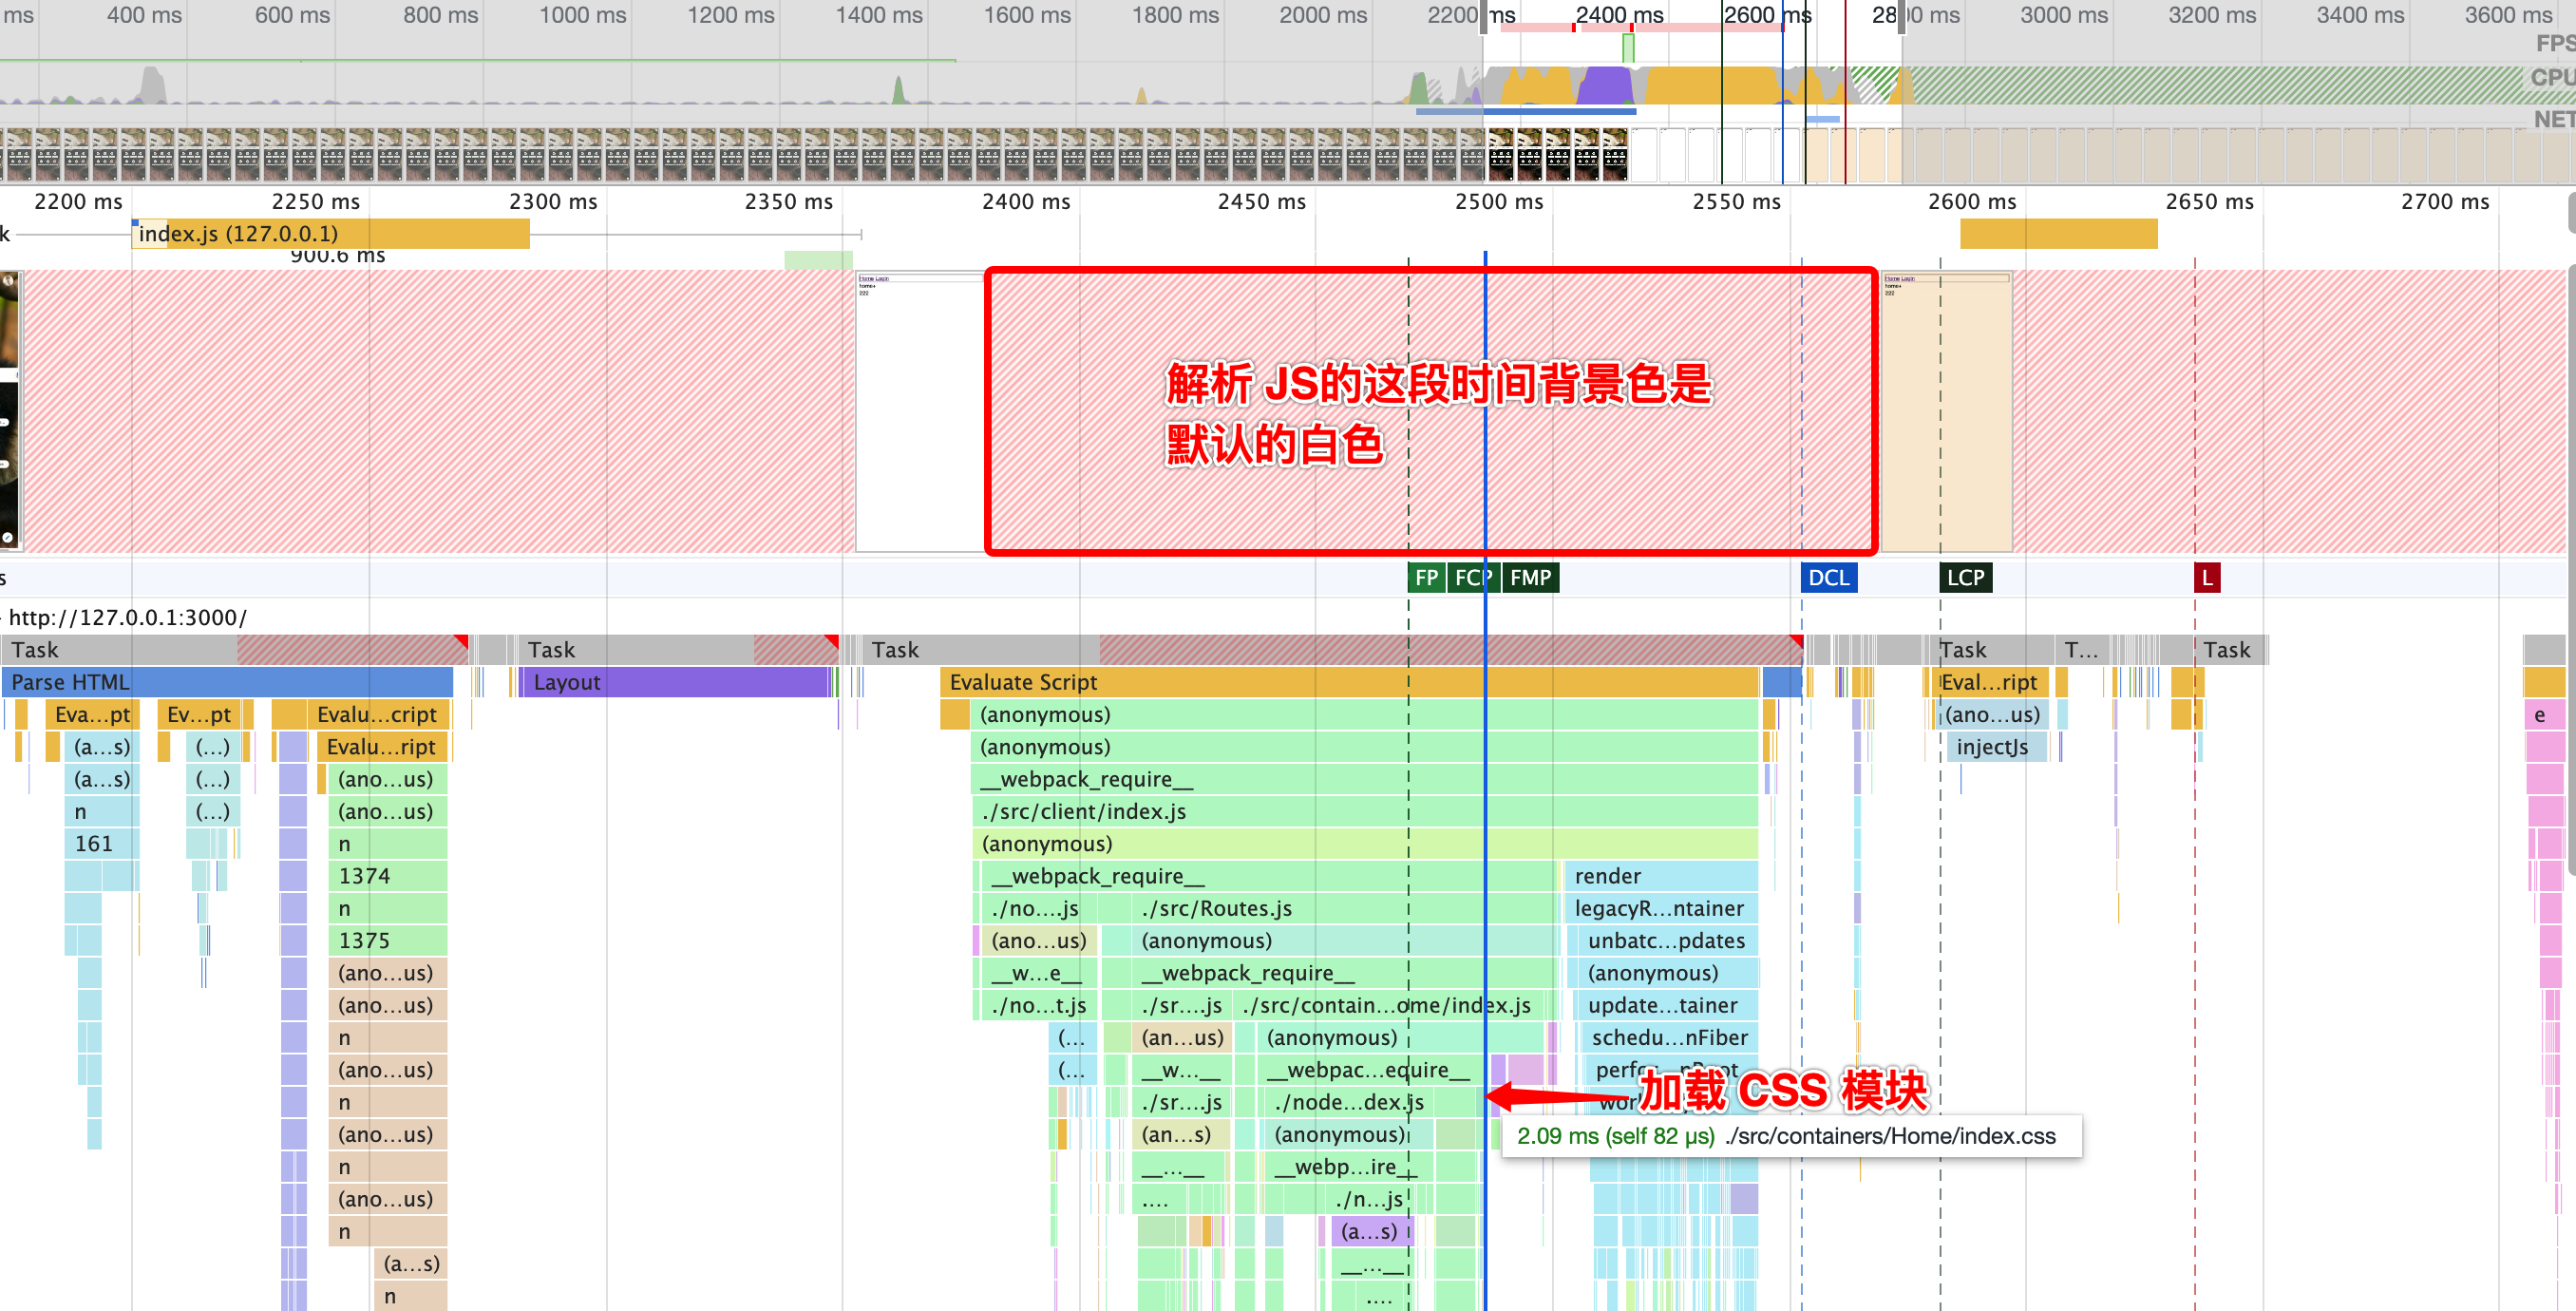 ms 400 ms 600 ms 800 ms 1000 ms 1200 ms 1400 ms 1600 ms 1800 ms 2000 ms 2200 ms 2400 ms 2600 ms 2800 ms 3000 ms 3200 ms 3400 ms 3600 ms
FPS
CPU
NET
2200 ms 2250 ms 2300 ms 2350 ms 2400 ms 2450 ms 2500 ms 2550 ms 2600 ms 2650 ms 2700 ms
k index.js (127.0.0.1)
900.6 ms
Home Login Home Login
home+ home+
222 222
解析 JS的这段时间背景色是
默认的白色
s FP FCP FMP DCL LCP L
http://127.0.0.1:3000/
Task Task Task Task T... Task
Parse HTML Layout Evaluate Script Eval...ript
Eva...pt Ev...pt Evalu...cript (anonymous) (ano...us) e
(a...s) (...) Evalu...ript (anonymous) injectJs
(a...s) (...) (ano...us) __webpack_require__
n (...) (ano...us) ./src/client/index.js
161 n (anonymous)
1374 __webpack_require__ render
n ./no....js ./src/Routes.js legacyR...ntainer
1375 (ano...us) (anonymous) unbatc...pdates
(ano...us) __w...e__ __webpack_require__ (anonymous)
(ano...us) ./no...t.js ./sr....js ./src/contain...ome/index.js update...tainer
n (... (an...us) (anonymous) schedu...nFiber
(ano...us) (... __w...__ __webpac...equire__
加载 CSS 模块
n ./sr....js ./node...dex.js
(ano...us) (an...s) (anonymous) 2.09 ms (self 82 μs) ./src/containers/Home/index.css
n __...__ __webp...ire__
(ano...us) .... ./n...js
n (a...s)
(a...s) __...__
n ....